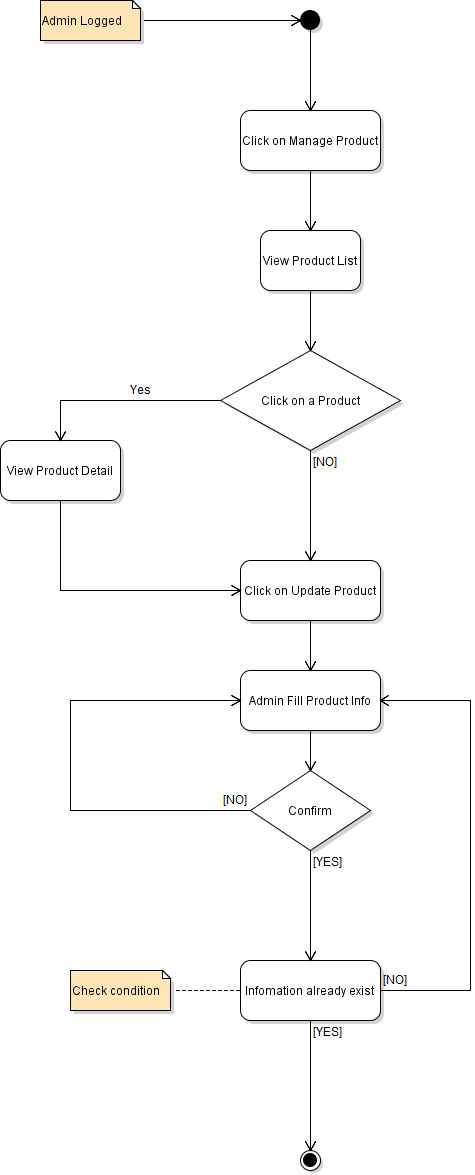 Admin Logged
Click on Manage Product
View Product List
Click on a Product
Yes
[NO]
View Product Detail
Click on Update Product
Admin Fill Product Info
Confirm
[NO]
[YES]
Infomation already exist
[NO]
Check condition
[YES]